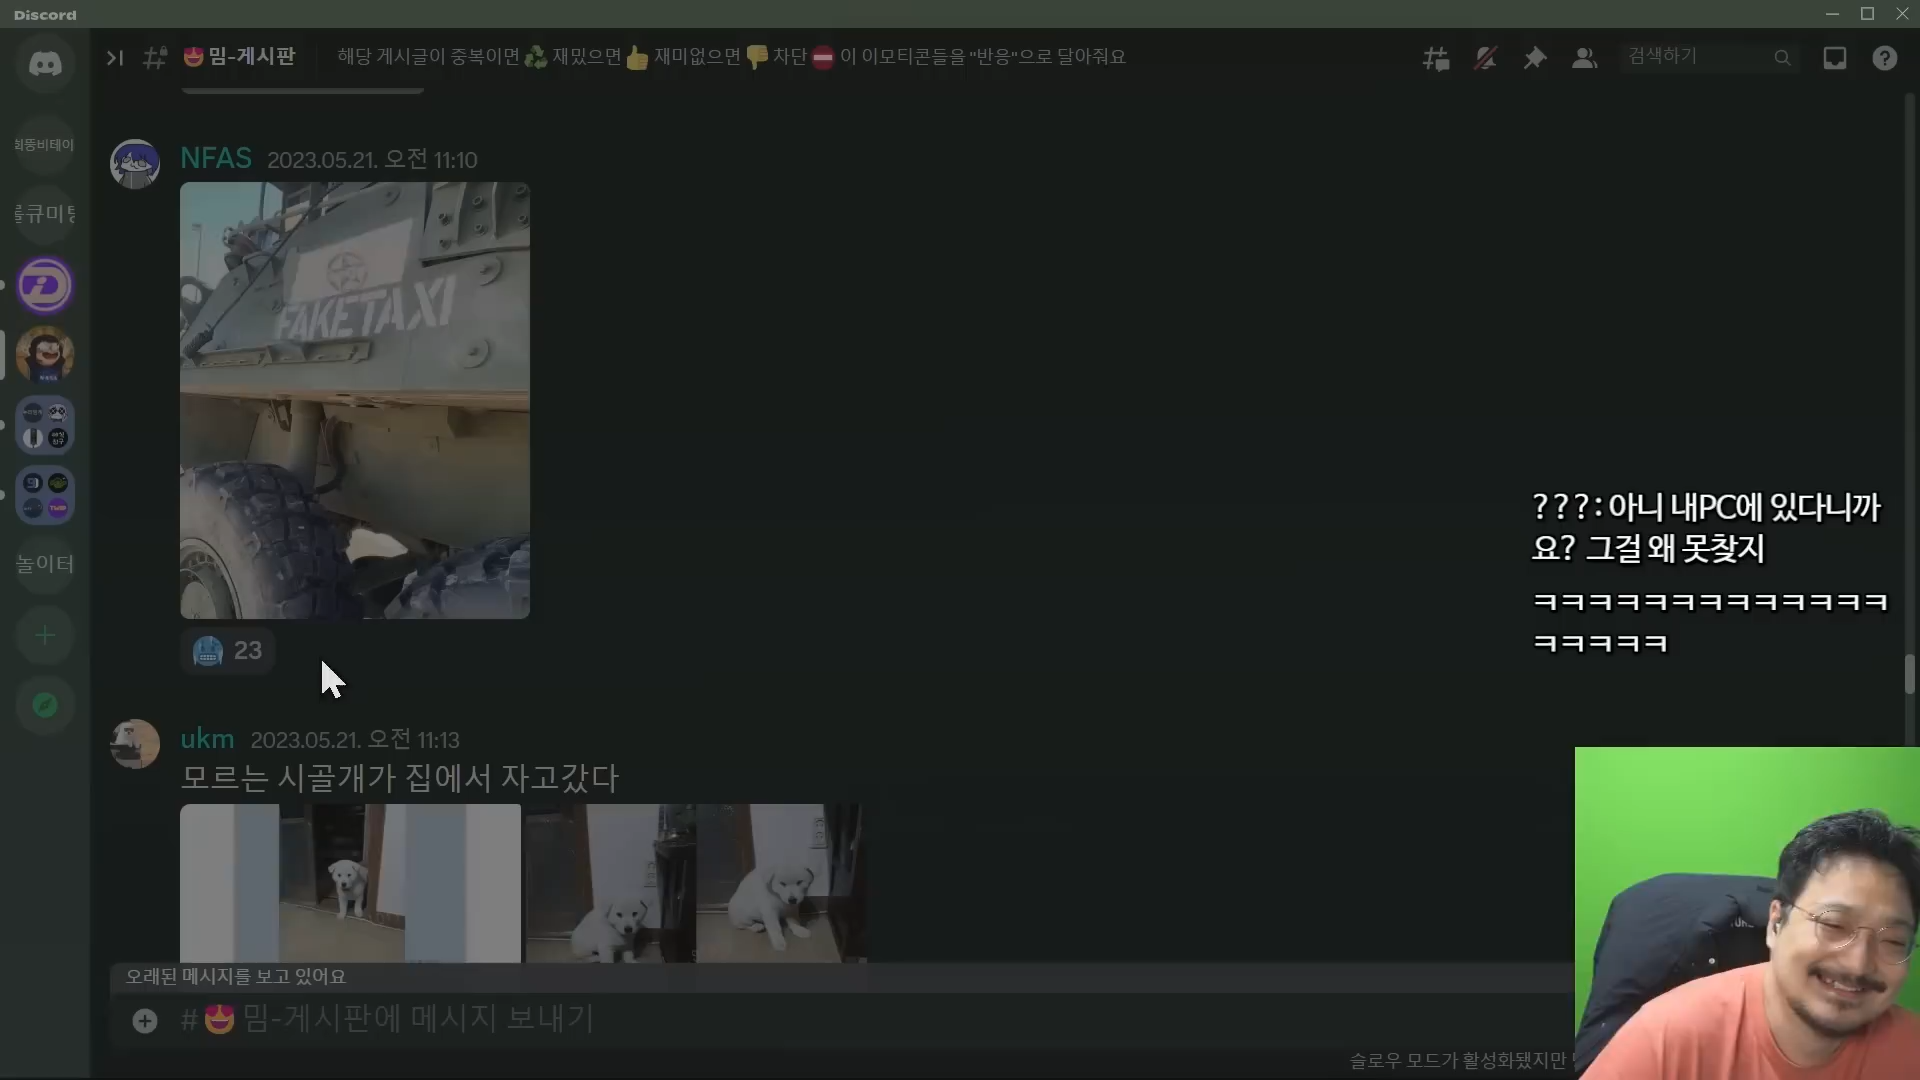 Discord
밈-게시판
해당 게시글이 중복이면 재밌으면 재미없으면 차단 이 이모티콘들을 "반응"으로 달아줘요
검색하기
NFAS 2023.05.21. 오전 11:10
FAKETAXI
23
???: 아니 내PC에 있다니까
요? 그걸 왜 못찾지
ㅋㅋㅋㅋㅋㅋㅋㅋㅋㅋㅋㅋㅋ
ㅋㅋㅋㅋㅋ
놀이터
ukm 2023.05.21. 오전 11:13
모르는 시골개가 집에서 자고갔다
오래된 메시지를 보고 있어요
#밈-게시판에 메시지 보내기
슬로우 모드가 활성화됐지만